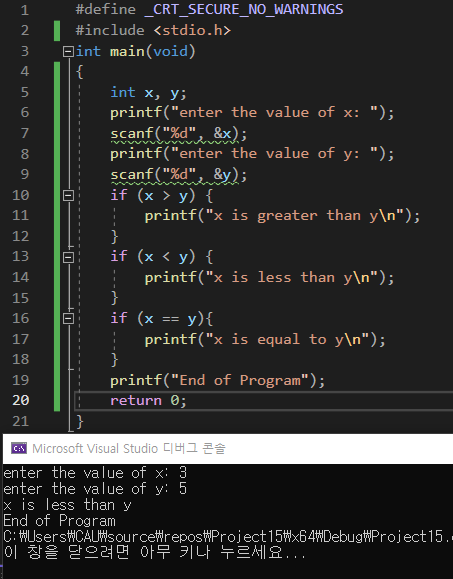 1 #define _CRT_SECURE_NO_WARNINGS
2 #include <stdio.h>
3 int main(void)
4 {
5 int x, y;
6 printf("enter the value of x: ");
7 scanf("%d", &x);
8 printf("enter the value of y: ");
9 scanf("%d", &y);
10 if (x > y) {
11 printf("x is greater than y\n");
12 }
13 if (x < y) {
14 printf("x is less than y\n");
15 }
16 if (x == y){
17 printf("x is equal to y\n");
18 }
19 printf("End of Program");
20 return 0;
21 }
Microsoft Visual Studio 디버그 콘솔
enter the value of x: 3
enter the value of y: 5
x is less than y
End of Program
C:₩Users₩CAU₩source₩repos₩Project15₩x64₩Debug₩Project15.
이 창을 닫으려면 아무 키나 누르세요...